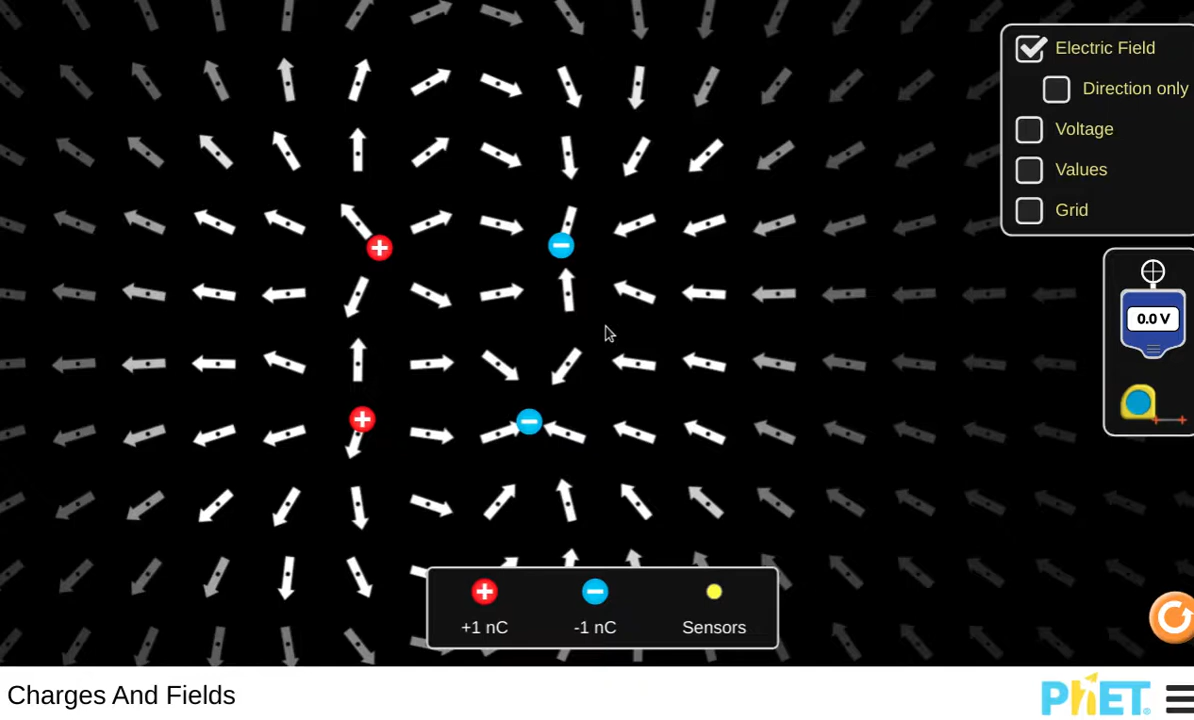 Electric Field
Direction only
Voltage
Values
Grid
0.0 V
+1 nC
-1 nC
Sensors
Charges And Fields
PhET